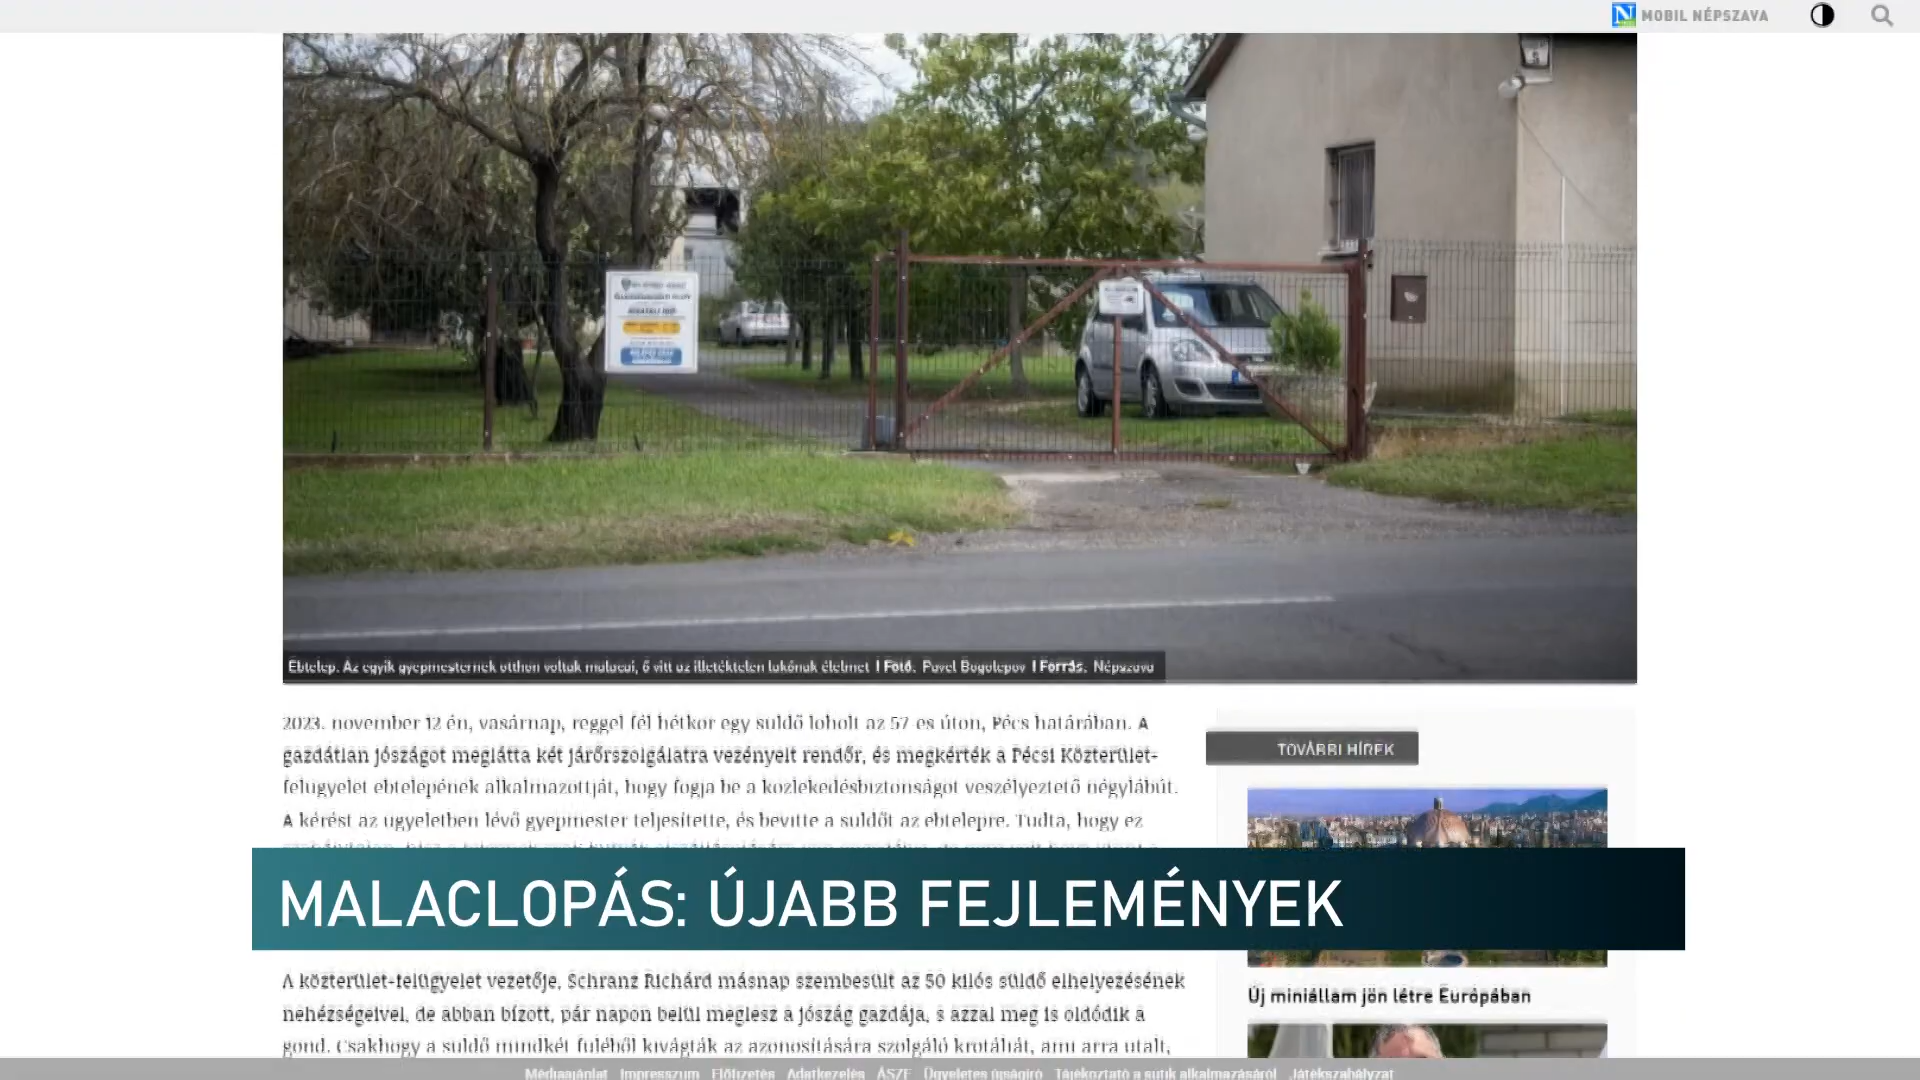 MOBIL NÉPSZAVA
Ebtelep. Az egyik gyepmesternek otthon voltak malacai, ő vitt az illetéktelen lakónak élelmet | Fotó: Pavel Bogolepov | Forrás: Népszava
2023. november 12-én, vasárnap, reggel fél hétkor egy süldő loholt az 57-es úton, Pécs határában. A
gazdátlan jószágot meglátta két járőrszolgálatra vezényelt rendőr, és megkérték a Pécsi Közterület-
felügyelet ebtelepének alkalmazottját, hogy fogja be a közlekedésbiztonságot veszélyeztető négylábút.
A kérést az ügyeletben lévő gyepmester teljesítette, és bevitte a süldőt az ebtelepre. Tudta, hogy ez
TOVÁBBI HÍREK
MALACLOPÁS: ÚJABB FEJLEMÉNYEK
A közterület-felügyelet vezetője, Schranz Richárd másnap szembesült az 50 kilós süldő elhelyezésének
nehézségeivel, de abban bízott, pár napon belül meglesz a jószág gazdája, s azzal meg is oldódik a
gond. Csakhogy a süldő mindkét füléből kivágták az azonosítására szolgáló krotáliát, ami arra utalt,
Új miniállam jön létre Európában
Médiaajánlat Impresszum Előfizetés Adatkezelés ÁSZF Ügyeletes újságíró Tájékoztató a sütik alkalmazásáról Játékszabályzat